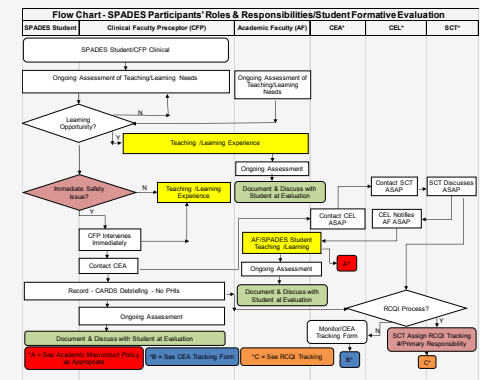 Flow Chart - SPADES Participants' Roles & Responsibilities/Student Formative Evaluation
SPADES Student
Clinical Faculty Preceptor (CFP)
Academic Faculty (AF)
CEA*
CEL*
SCT*
SPADES Student/CFP Clinical
Ongoing Assessment of Teaching/Learning Needs
Ongoing Assessment of
Teaching/Learning
Needs
Learning
Opportunity?
N
Y
Teaching /Learning Experience
Ongoing Assessment
Document & Discuss with
Student at Evaluation
Immediate Safety
Issue?
N
Y
Teaching /Learning
Experience
Contact SCT
ASAP
SCT Discusses
ASAP
Contact CEL
ASAP
CEL Notifies
AF ASAP
CFP Intervenes
Immediately
AF/SPADES Student
Teaching /Learning
A*
Contact CEA
Ongoing Assessment
Record - CARDS Debriefing - No PHIs
Document & Discuss with
Student at Evaluation
RCQI Process?
Ongoing Assessment
N
Y
Monitor/CEA
Tracking Form
SCT Assign RCQI Tracking
#/Primary Responsibility
Document & Discuss with Student at Evaluation
*A = See Academic Misconduct Policy
as Appropriate
*B = See CEA Tracking Form
*C = See RCQI Tracking
B*
C*